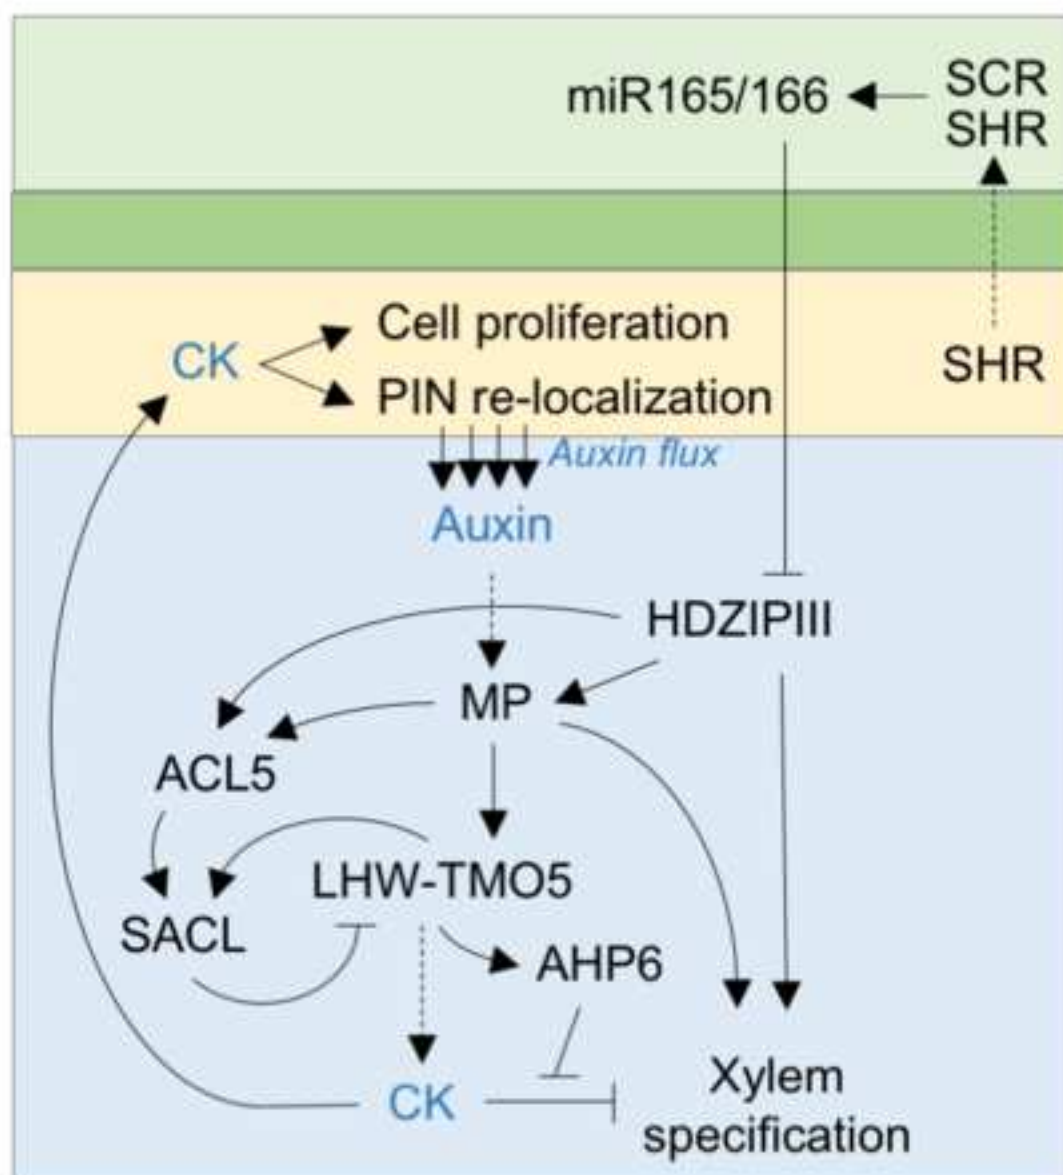 miR165/166
SCR
SHR
Cell proliferation
CK
PIN re-localization
SHR
Auxin flux
Auxin
HDZIPIII
MP
ACL5
LHW-TMO5
SACL
AHP6
CK
Xylem
specification